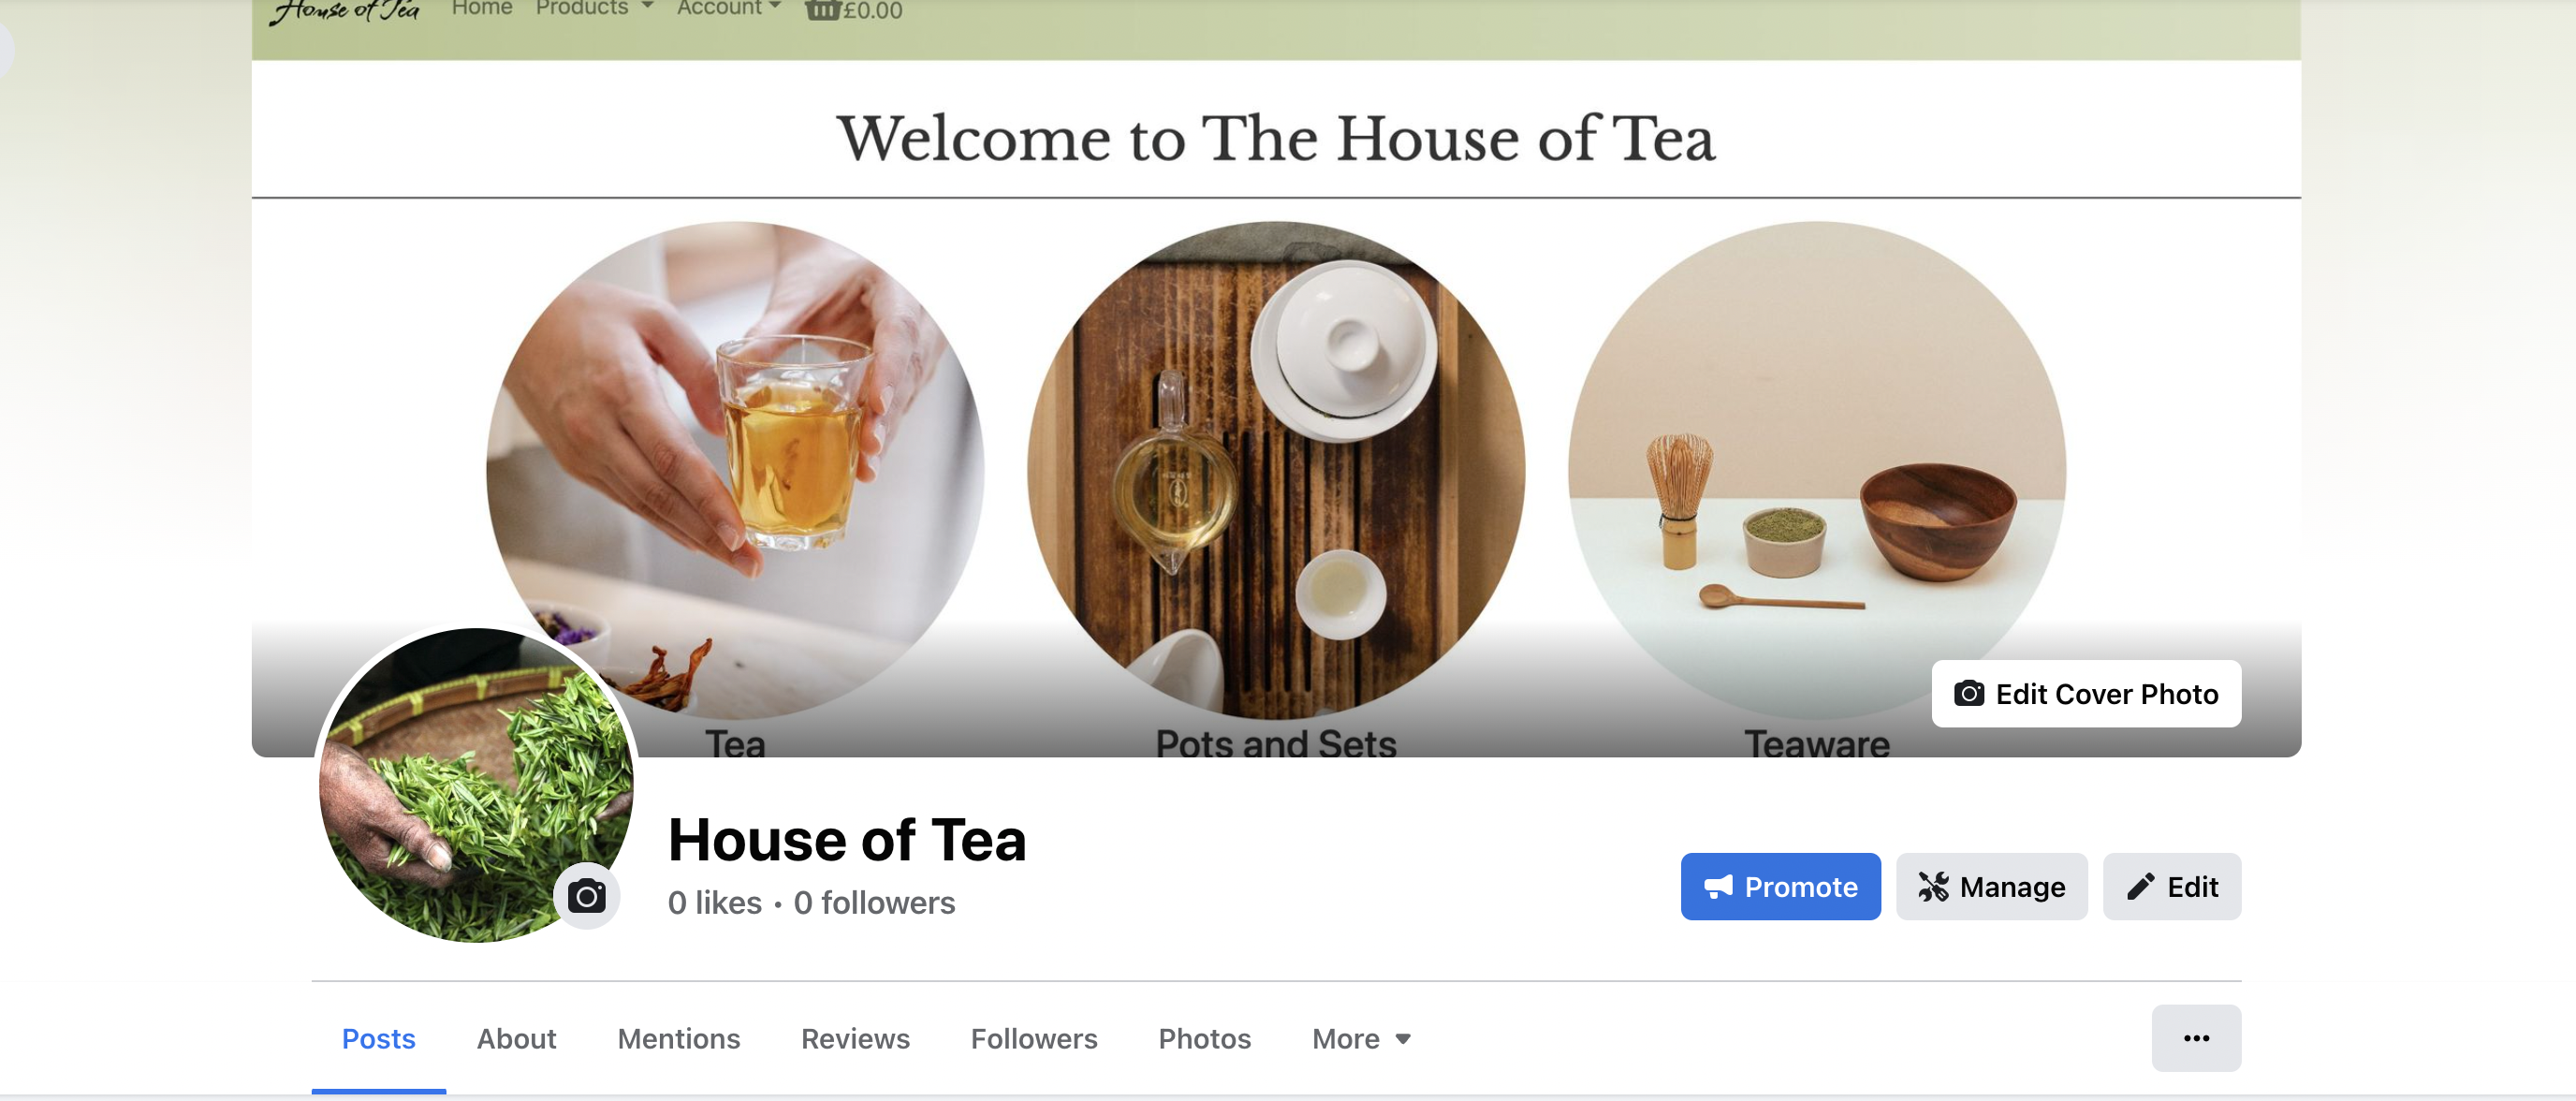 House of Tea Home Products Account £0.00
Welcome to The House of Tea
Tea Pots and Sets Teaware
Edit Cover Photo
House of Tea
0 likes · 0 followers
Promote Manage Edit
Posts About Mentions Reviews Followers Photos More